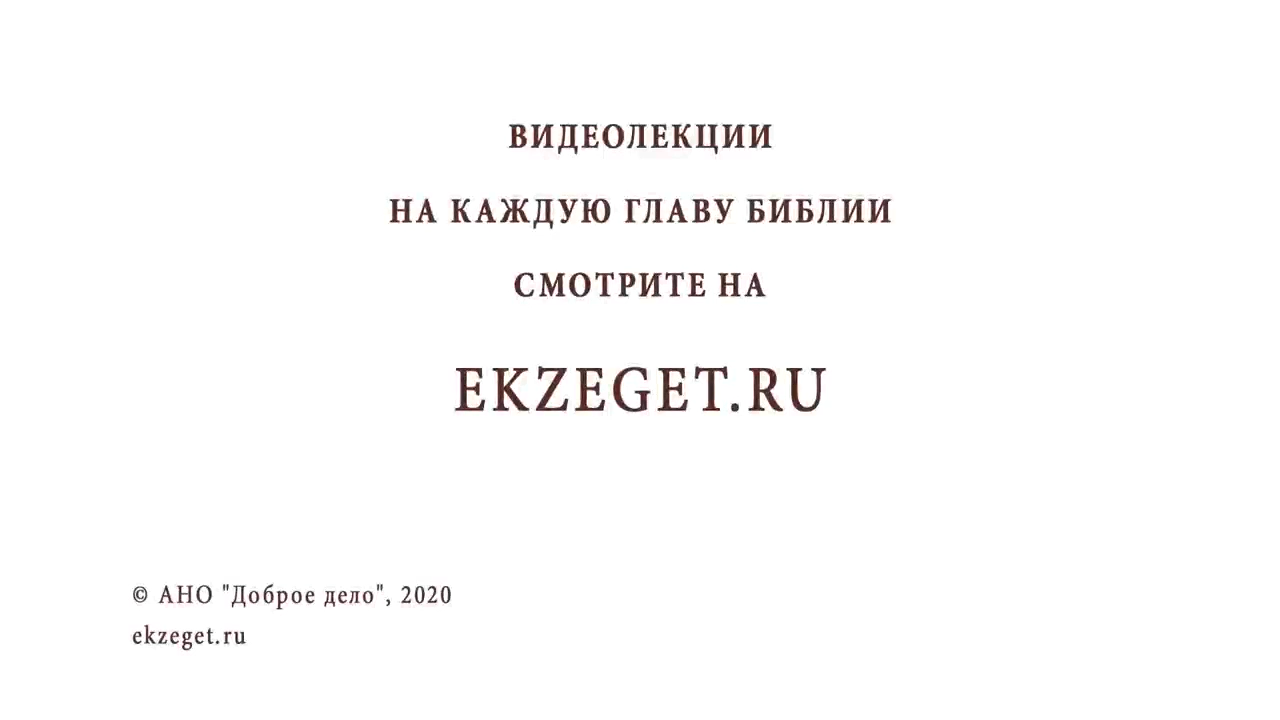 ВИДЕОЛЕКЦИИ
НА КАЖДУЮ ГЛАВУ БИБЛИИ
СМОТРИТЕ НА
EKZEGET.RU
© АНО "Доброе дело", 2020
ekzeget.ru